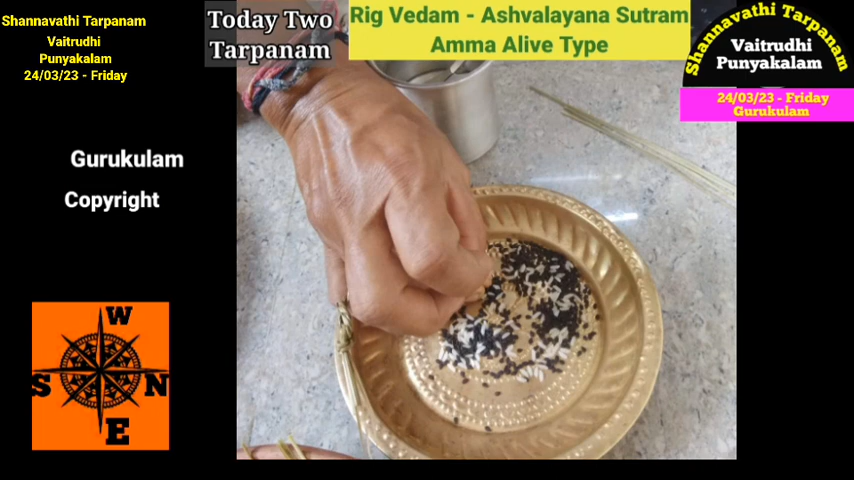 Shannavathi Tarpanam
Vaitrudhi
Punyakalam
24/03/23 - Friday
Today Two
Tarpanam
Rig Vedam - Ashvalayana Sutram
Amma Alive Type
Shannavathi Tarpanam
Vaitrudhi
Punyakalam
24/03/23 - Friday
Gurukulam
Gurukulam
Copyright
W
S
N
E